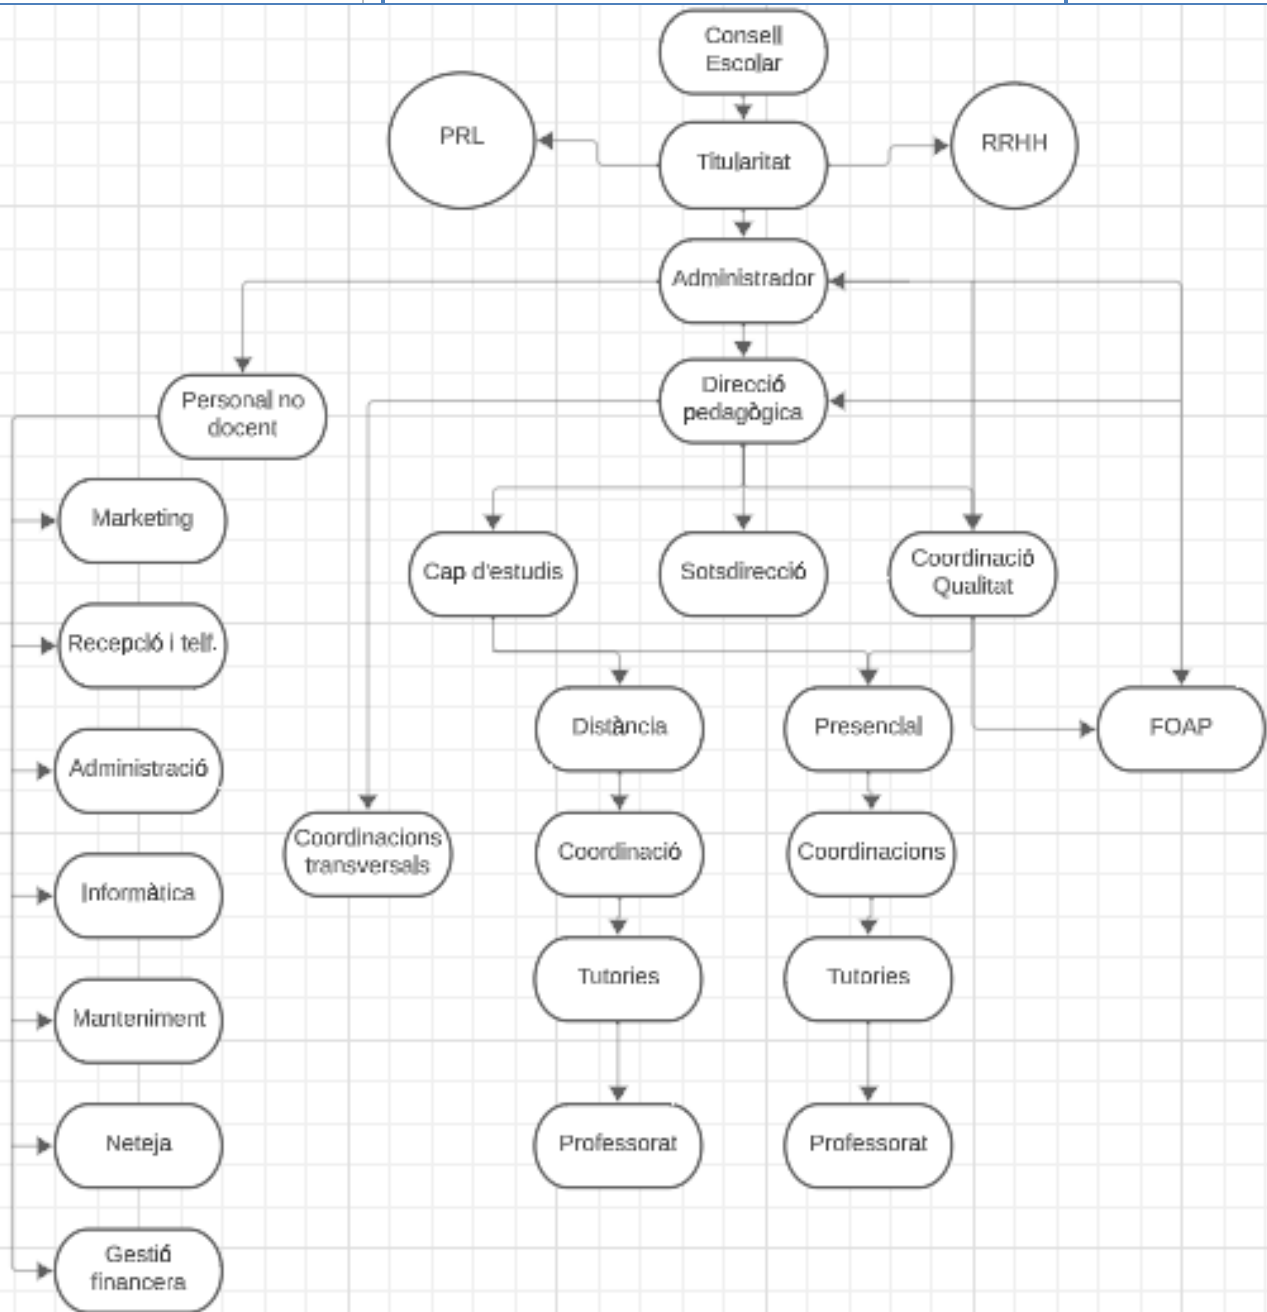 Consell
Escolar
PRL
Titularitat
RRHH
Administrador
Direcció
pedagògica
Personal no
docent
Marketing
Cap d'estudis
Sotsdirecció
Coordinació
Qualitat
Recepció i telf.
Distància
Presencial
FOAP
Administració
Coordinacions
transversals
Coordinació
Coordinacions
Informàtica
Tutories
Tutories
Manteniment
Neteja
Professorat
Professorat
Gestió
financera